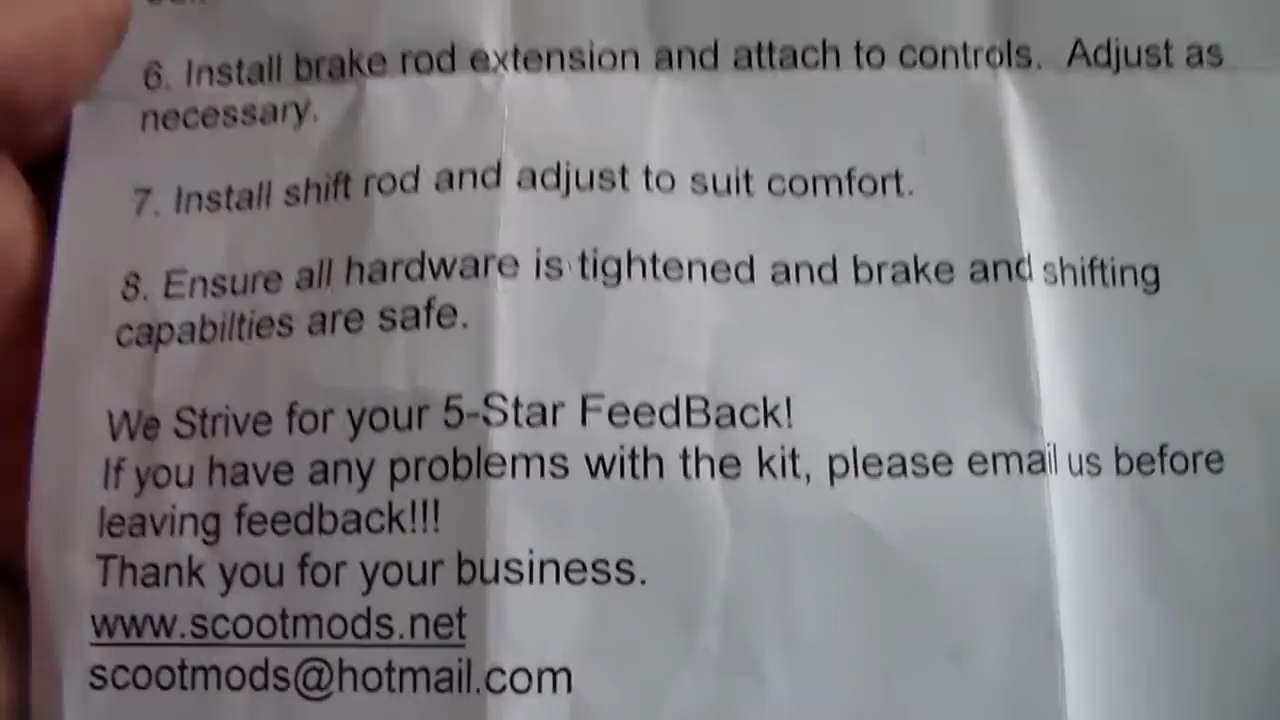 6. Install brake rod extension and attach to controls. Adjust as
necessary.
7. Install shift rod and adjust to suit comfort.
8. Ensure all hardware is tightened and brake and shifting
capabilties are safe.
We Strive for your 5-Star FeedBack!
If you have any problems with the kit, please email us before
leaving feedback!!!
Thank you for your business.
www.scootmods.net
scootmods@hotmail.com